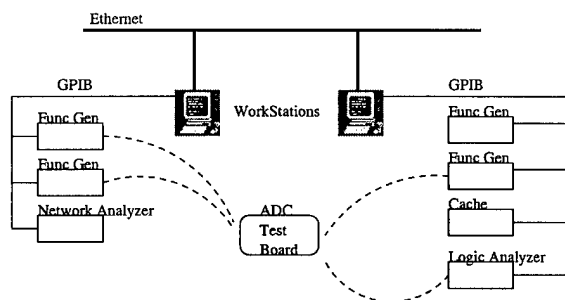 Ethernet
GPIB
GPIB
WorkStations
Func Gen
Func Gen
Func Gen
Func Gen
Network Analyzer
ADC
Test
Board
Cache
Logic Analyzer